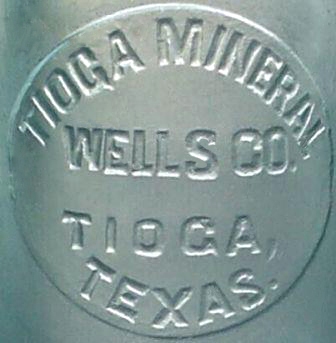 TIOGA MINERAL
WELLS CO.
TIOGA,
TEXAS.